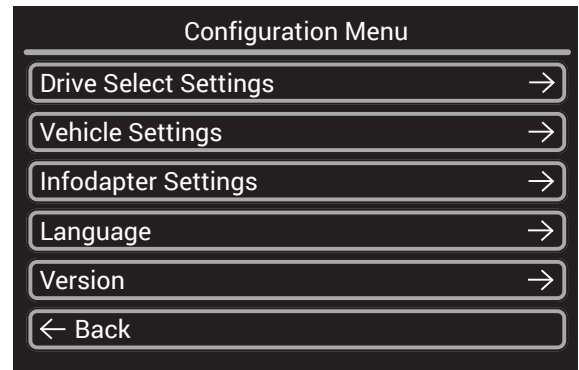 Configuration Menu
Drive Select Settings →
Vehicle Settings →
Infodapter Settings →
Language →
Version →
← Back